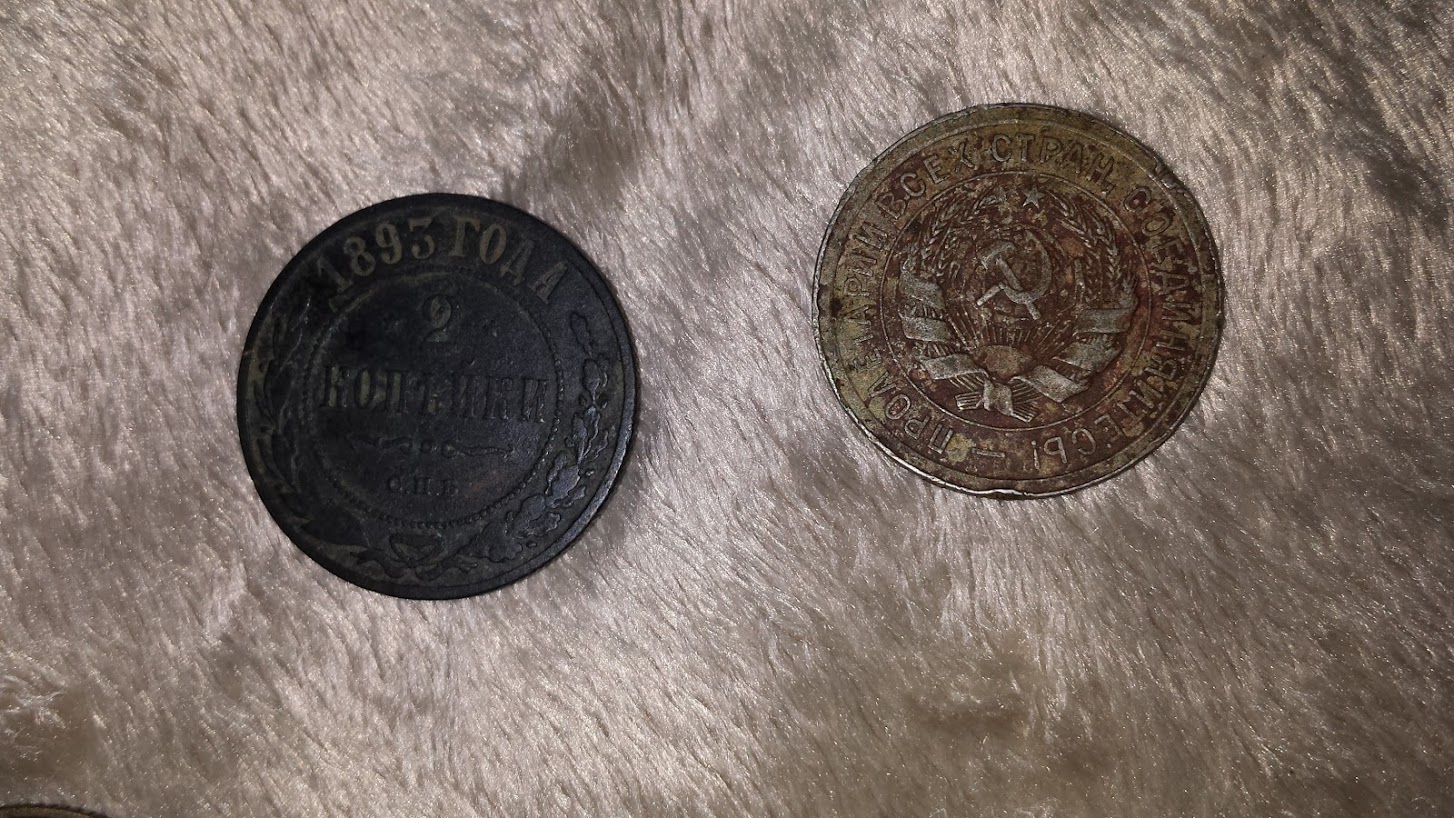 1893 ГОДА
2
КОПѢЙКИ
С.П.Б.
ПРОЛЕТАРИИ ВСЕХ СТРАН, СОЕДИНЯЙТЕСЬ! —